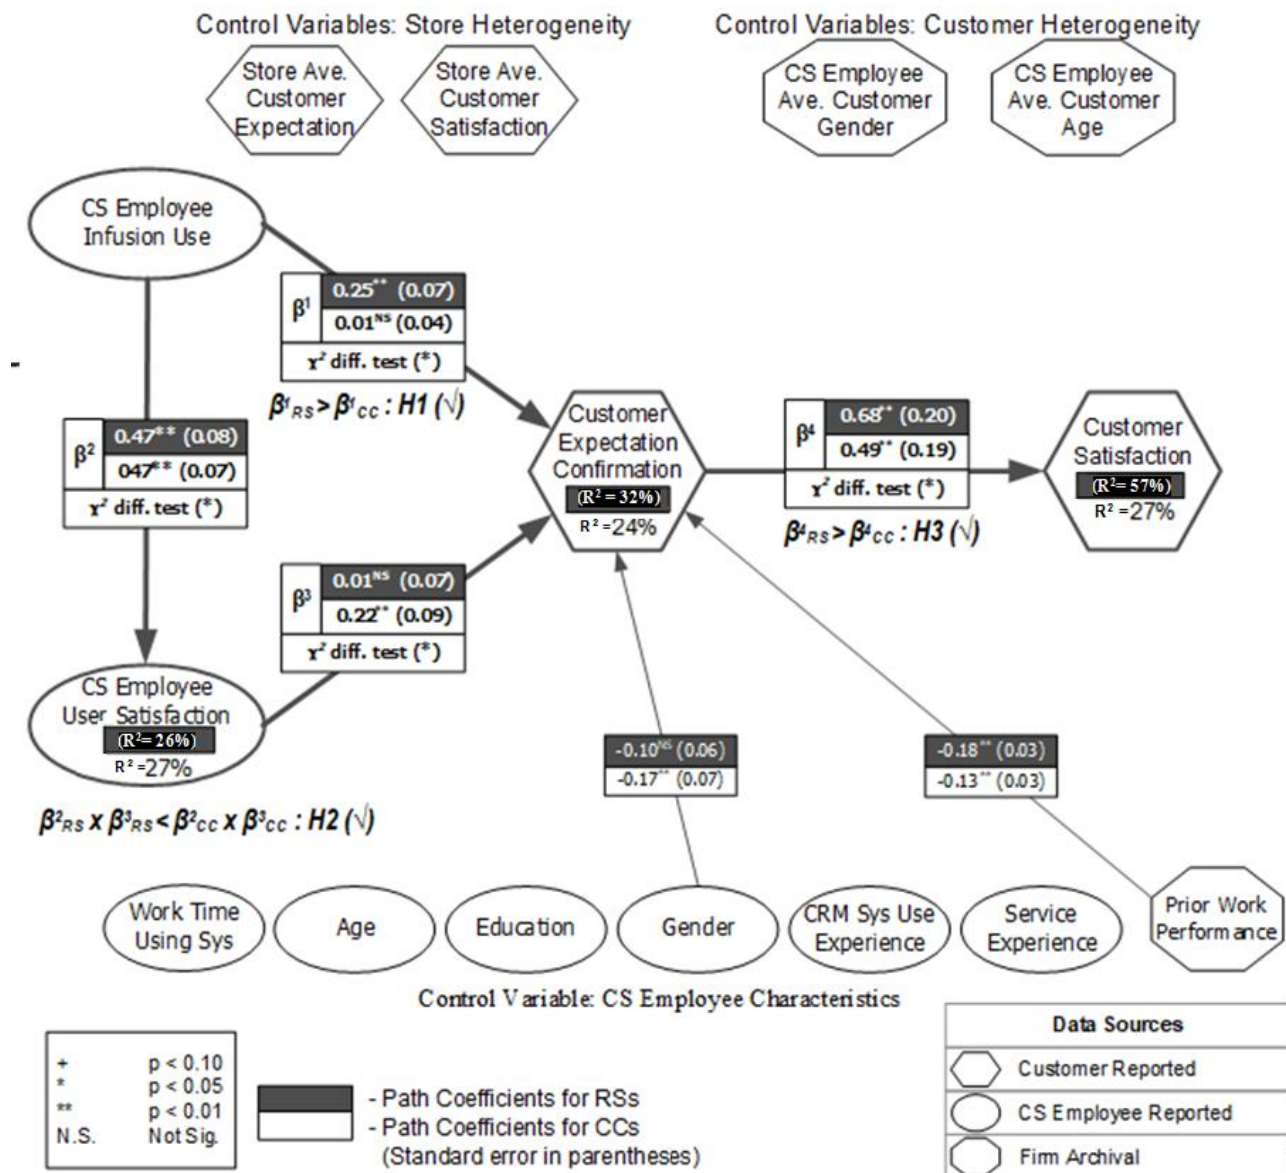 Control Variables: Store Heterogeneity
Control Variables: Customer Heterogeneity
Store Ave.
Customer
Expectation
Store Ave.
Customer
Satisfaction
CS Employee
Ave. Customer
Gender
CS Employee
Ave. Customer
Age
CS Employee
Infusion Use
β¹
0.25** (0.07)
0.01NS (0.04)
χ² diff. test (*)
β¹RS > β¹CC : H1 (√)
β²
0.47** (0.08)
047** (0.07)
χ² diff. test (*)
Customer
Expectation
Confirmation
(R² = 32%)
R² =24%
β⁴
0.68** (0.20)
0.49** (0.19)
χ² diff. test (*)
β⁴RS > β⁴CC : H3 (√)
Customer
Satisfaction
(R²= 57%)
R² =27%
β³
0.01NS (0.07)
0.22** (0.09)
χ² diff. test (*)
CS Employee
User Satisfaction
(R²= 26%)
R² =27%
β²RS x β³RS < β²CC x β³CC : H2 (√)
-0.10NS (0.06)
-0.17** (0.07)
-0.18** (0.03)
-0.13** (0.03)
Work Time
Using Sys
Age
Education
Gender
CRM Sys Use
Experience
Service
Experience
Prior Work
Performance
Control Variable: CS Employee Characteristics
+ p < 0.10
* p < 0.05
** p < 0.01
N.S. Not Sig.
- Path Coefficients for RSs
- Path Coefficients for CCs
(Standard error in parentheses)
Data Sources
Customer Reported
CS Employee Reported
Firm Archival